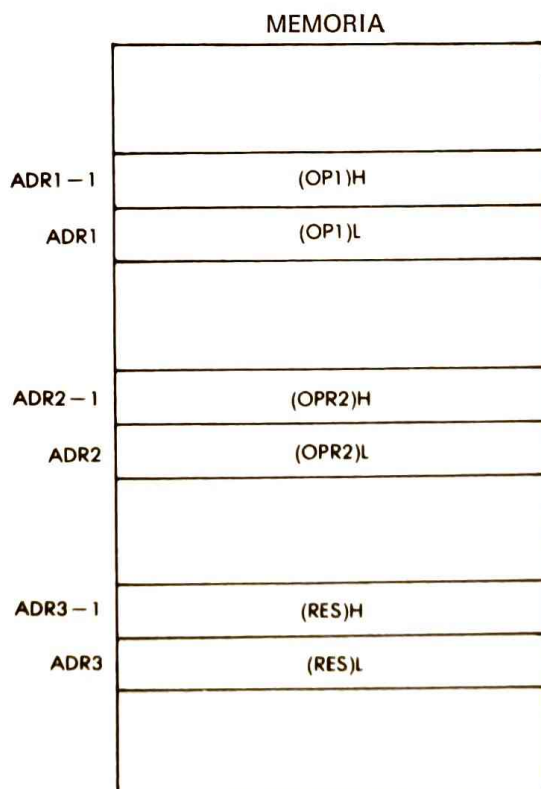 MEMORIA
ADR1-1 (OP1)H
ADR1 (OP1)L
ADR2-1 (OPR2)H
ADR2 (OPR2)L
ADR3-1 (RES)H
ADR3 (RES)L